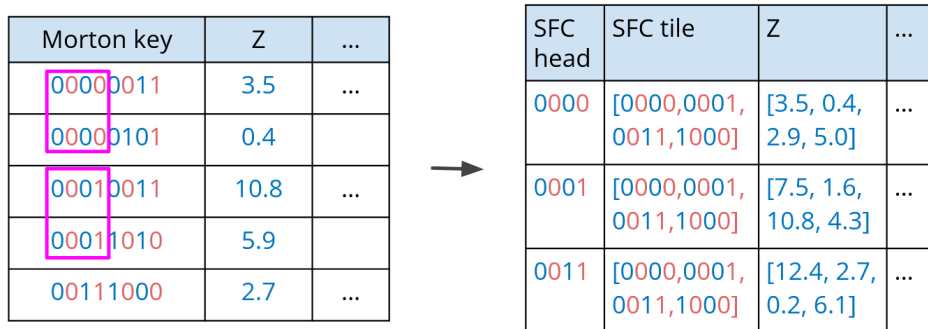 Morton key Z ...
00000011 3.5 ...
00000101 0.4
00010011 10.8 ...
00011010 5.9
00111000 2.7 ...
SFC head SFC tile Z ...
0000 [0000,0001, [3.5, 0.4, ...
0011,1000] 2.9, 5.0]
0001 [0000,0001, [7.5, 1.6, ...
0011,1000] 10.8, 4.3]
0011 [0000,0001, [12.4, 2.7, ...
0011,1000] 0.2, 6.1]